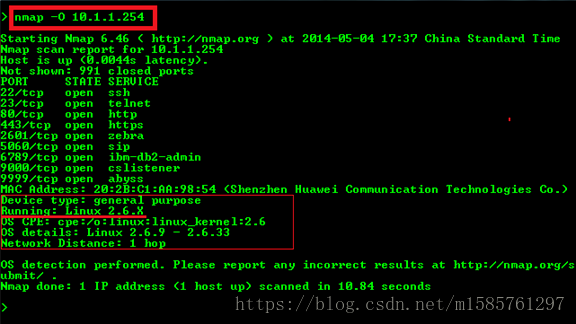 > nmap -O 10.1.1.254
Starting Nmap 6.46 ( http://nmap.org ) at 2014-05-04 17:37 China Standard Time
Nmap scan report for 10.1.1.254
Host is up (0.0044s latency).
Not shown: 991 closed ports
PORT STATE SERVICE
22/tcp open ssh
23/tcp open telnet
80/tcp open http
443/tcp open https
2601/tcp open zebra
5060/tcp open sip
6789/tcp open ibm-db2-admin
9000/tcp open cslistener
9999/tcp open abyss
MAC Address: 20:2B:C1:AA:98:54 (Shenzhen Huawei Communication Technologies Co.)
Device type: general purpose
Running: Linux 2.6.X
OS CPE: cpe:/o:linux:linux_kernel:2.6
OS details: Linux 2.6.9 - 2.6.33
Network Distance: 1 hop
OS detection performed. Please report any incorrect results at http://nmap.org/s
ubmit/ .
Nmap done: 1 IP address (1 host up) scanned in 10.84 seconds
>
https://blog.csdn.net/m1585761297